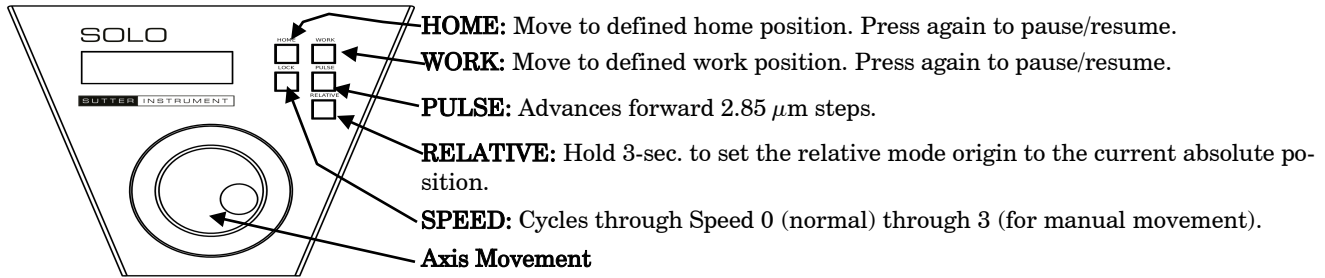 SOLO
HOME WORK
LOCK PULSE
RELATIVE
SUTTER INSTRUMENT
HOME: Move to defined home position. Press again to pause/resume.
WORK: Move to defined work position. Press again to pause/resume.
PULSE: Advances forward 2.85 µm steps.
RELATIVE: Hold 3-sec. to set the relative mode origin to the current absolute po-
sition.
SPEED: Cycles through Speed 0 (normal) through 3 (for manual movement).
Axis Movement